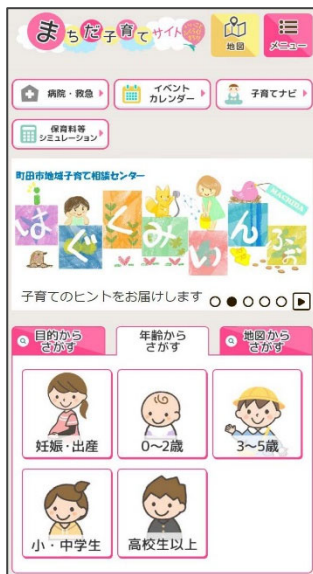 まちだ子育てサイト
地図
メニュー
病院・救急
イベント
カレンダー
子育てナビ
保育料等
シミュレーション
町田市地域子育て相談センター
MACHIDA
はぐくみいんふぉ
子育てのヒントをお届けします
目的から
さがす
年齢から
さがす
地図から
さがす
妊娠・出産
0～2歳
3～5歳
小・中学生
高校生以上